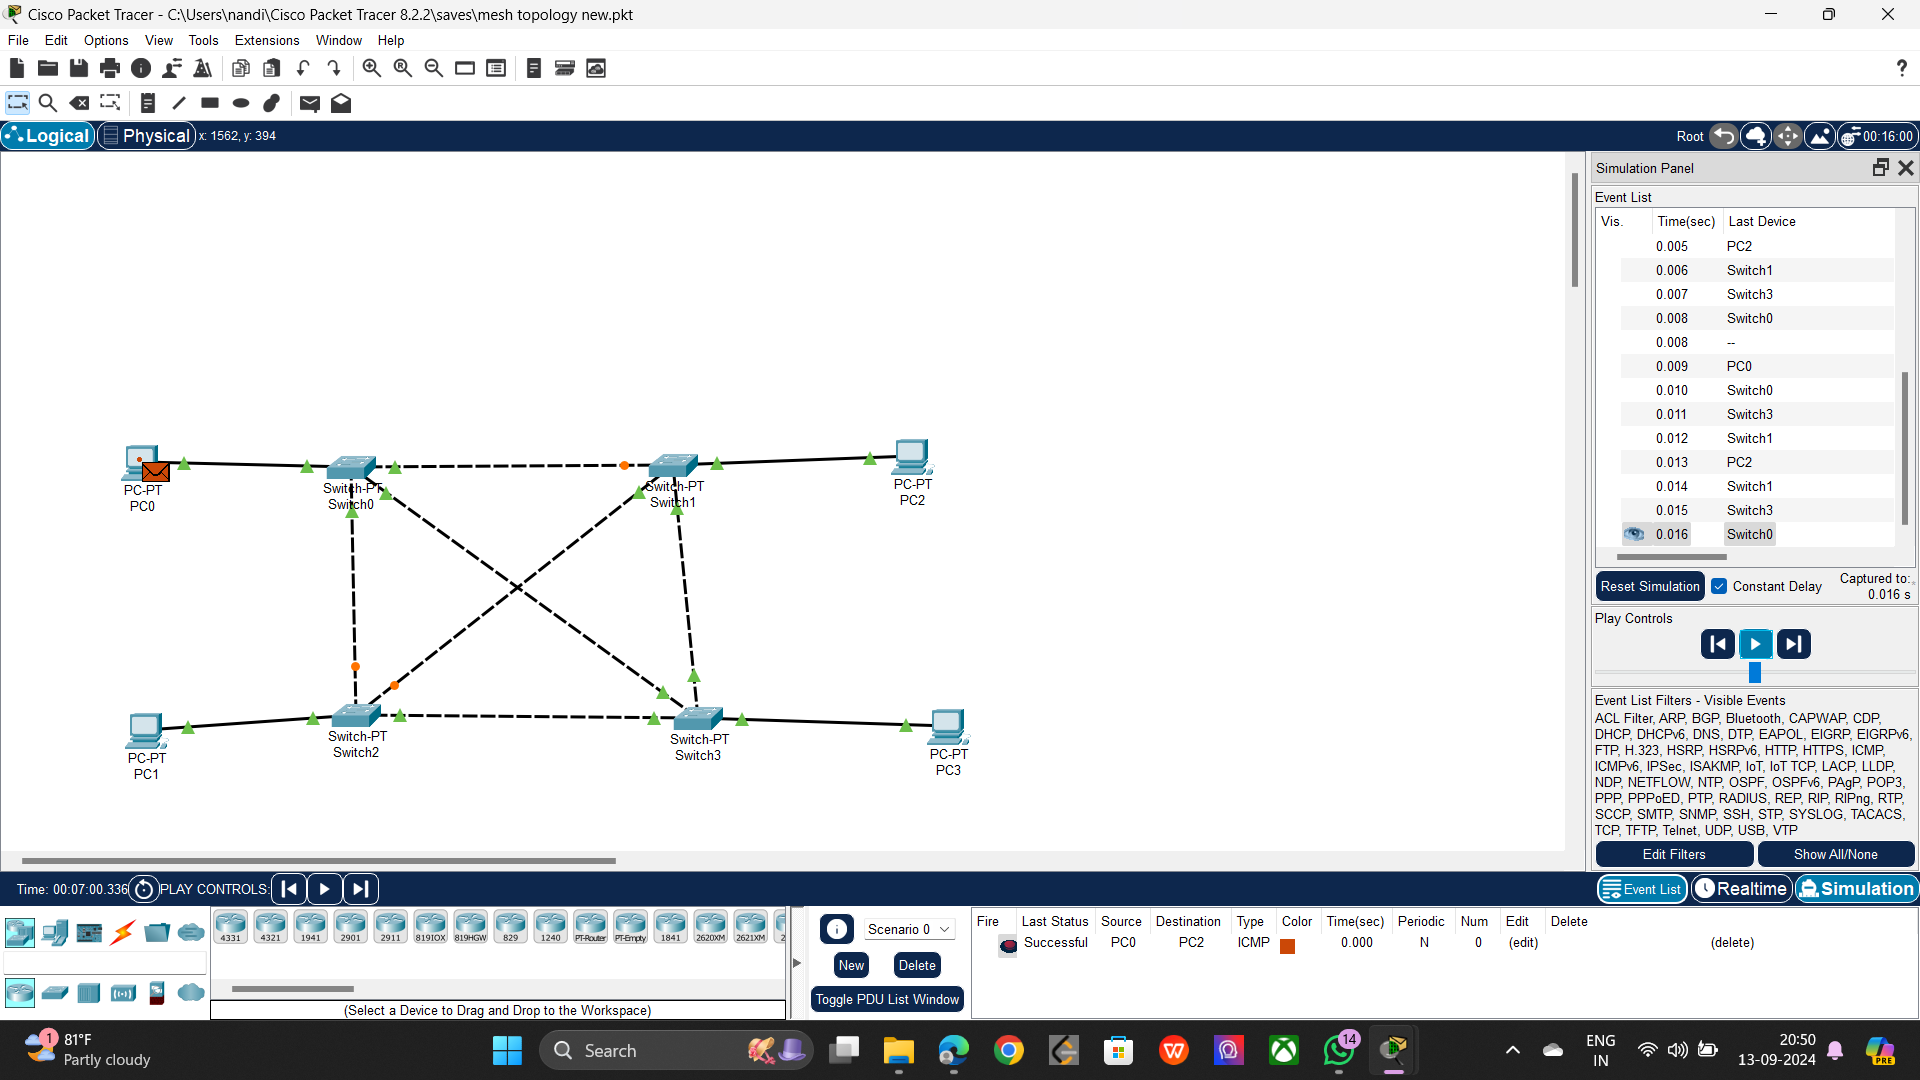 Cisco Packet Tracer - C:\Users\nandi\Cisco Packet Tracer 8.2.2\saves\mesh topology new.pkt
File Edit Options View Tools Extensions Window Help
?
Logical Physical x: 1562, y: 394
Root 00:16:00
Simulation Panel
Event List
Vis. Time(sec) Last Device
0.005 PC2
0.006 Switch1
0.007 Switch3
0.008 Switch0
0.008 --
0.009 PC0
0.010 Switch0
0.011 Switch3
0.012 Switch1
0.013 PC2
0.014 Switch1
0.015 Switch3
0.016 Switch0
Reset Simulation Constant Delay Captured to:
0.016 s
Play Controls
Event List Filters - Visible Events
ACL Filter, ARP, BGP, Bluetooth, CAPWAP, CDP,
DHCP, DHCPv6, DNS, DTP, EAPOL, EIGRP, EIGRPv6,
FTP, H.323, HSRP, HSRPv6, HTTP, HTTPS, ICMP,
ICMPv6, IPSec, ISAKMP, IoT, IoT TCP, LACP, LLDP,
NDP, NETFLOW, NTP, OSPF, OSPFv6, PAgP, POP3,
PPP, PPPoED, PTP, RADIUS, REP, RIP, RIPng, RTP,
SCCP, SMTP, SNMP, SSH, STP, SYSLOG, TACACS,
TCP, TFTP, Telnet, UDP, USB, VTP
Edit Filters Show All/None
PC-PT
PC0
Switch-PT
Switch0
Switch-PT
Switch1
PC-PT
PC2
PC-PT
PC1
Switch-PT
Switch2
Switch-PT
Switch3
PC-PT
PC3
Time: 00:07:00.336 PLAY CONTROLS:
Event List Realtime Simulation
4331 4321 1941 2901 2911 819IOX 819HGW 829 1240 PT-Router PT-Empty 1841 2620XM 2621XM 2
(Select a Device to Drag and Drop to the Workspace)
Scenario 0
New Delete
Toggle PDU List Window
Fire Last Status Source Destination Type Color Time(sec) Periodic Num Edit Delete
Successful PC0 PC2 ICMP 0.000 N 0 (edit) (delete)
1
81°F
Partly cloudy
Search
14
ENG
IN
20:50
13-09-2024
PRE